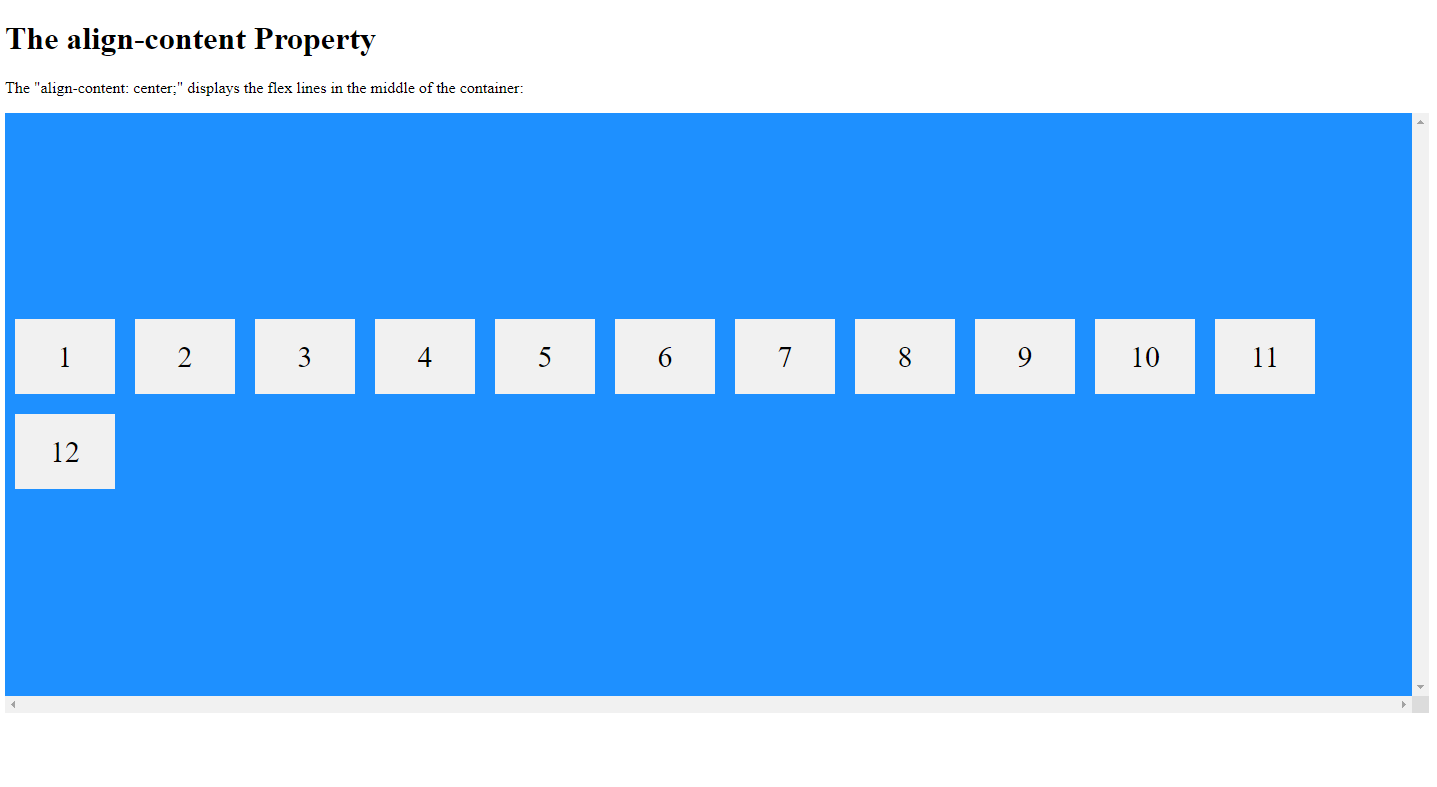 The align-content Property
The "align-content: center;" displays the flex lines in the middle of the container:
1 2 3 4 5 6 7 8 9 10 11
12